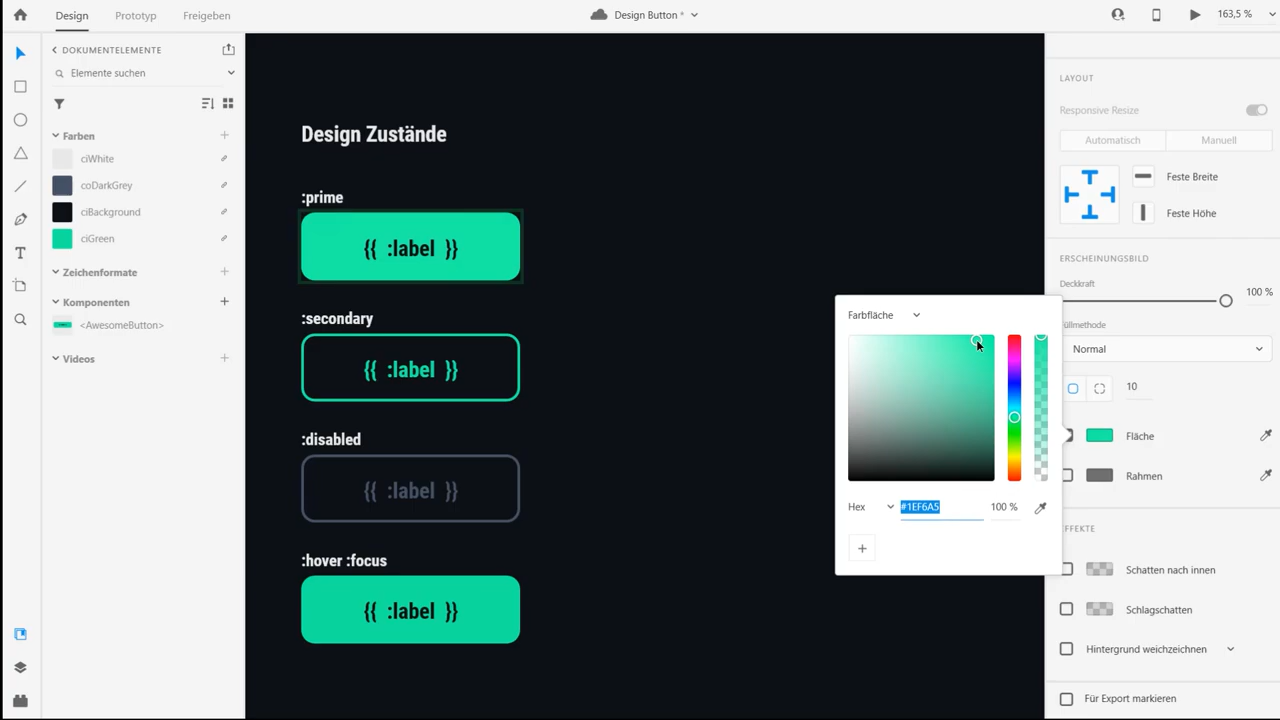 Design
Prototyp
Freigeben
Design Button *
163,5 %
DOKUMENTELEMENTE
Elemente suchen
Farben
ciWhite
coDarkGrey
ciBackground
ciGreen
Zeichenformate
Komponenten
<AwesomeButton>
Videos
Design Zustände
:prime
{{ :label }}
:secondary
{{ :label }}
:disabled
{{ :label }}
:hover :focus
{{ :label }}
Farbfläche
Hex
#1EF6A5
100 %
LAYOUT
Responsive Resize
Automatisch
Manuell
Feste Breite
Feste Höhe
ERSCHEINUNGSBILD
Deckkraft
100 %
üllmethode
Normal
10
Fläche
Rahmen
FFEKTE
Schatten nach innen
Schlagschatten
Hintergrund weichzeichnen
Für Export markieren